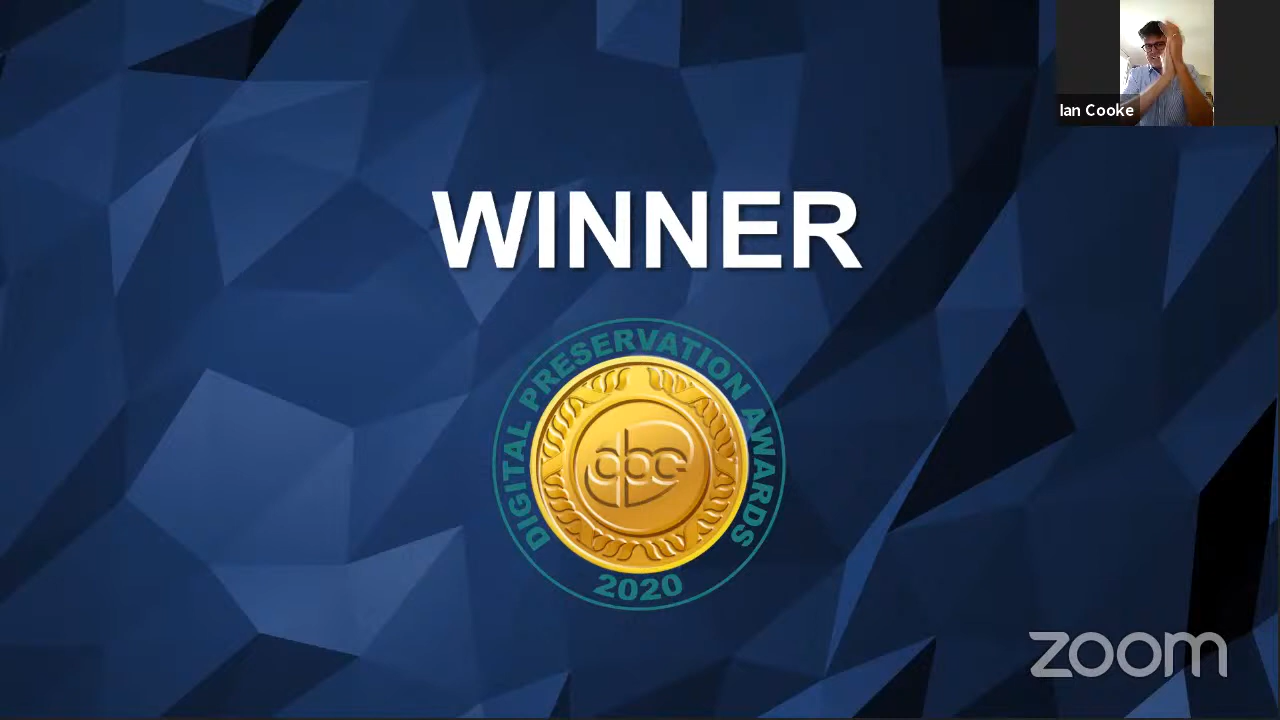 Ian Cooke
WINNER
DIGITAL PRESERVATION AWARDS
dpc
2020
zoom